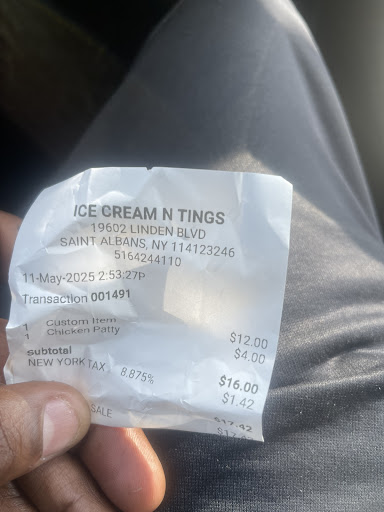 ICE CREAM N TINGS
19602 LINDEN BLVD
SAINT ALBANS, NY 114123246
5164244110
11-May-2025 2:53:27P
Transaction 001491
1 Custom Item $12.00
1 Chicken Patty $4.00
subtotal $16.00
NEW YORK TAX 8.875% $1.42
$17.42
SALE